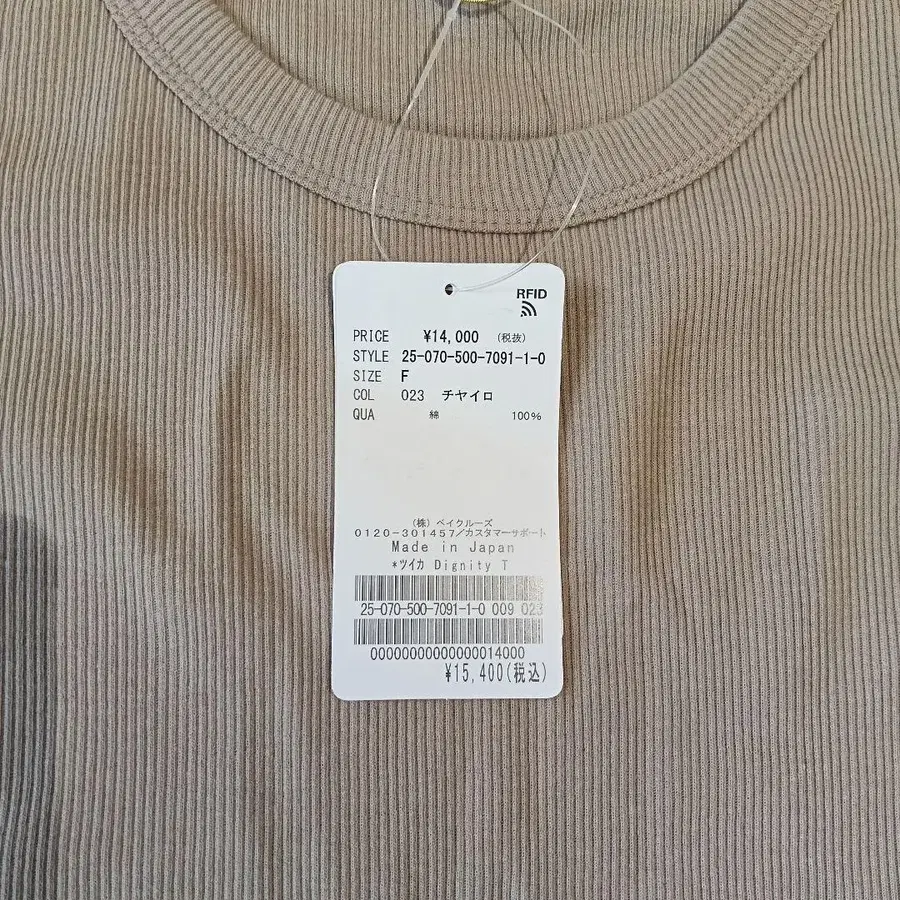 RFID
PRICE ¥14,000 (税抜)
STYLE 25-070-500-7091-1-0
SIZE F
COL 023 チヤイロ
QUA 綿 100%
(株) ベイクルーズ
0120-301457/カスタマーサポート
Made in Japan
*ツイカ Dignity T
25-070-500-7091-1-0 009 023
00000000000000014000
¥15,400(税込)